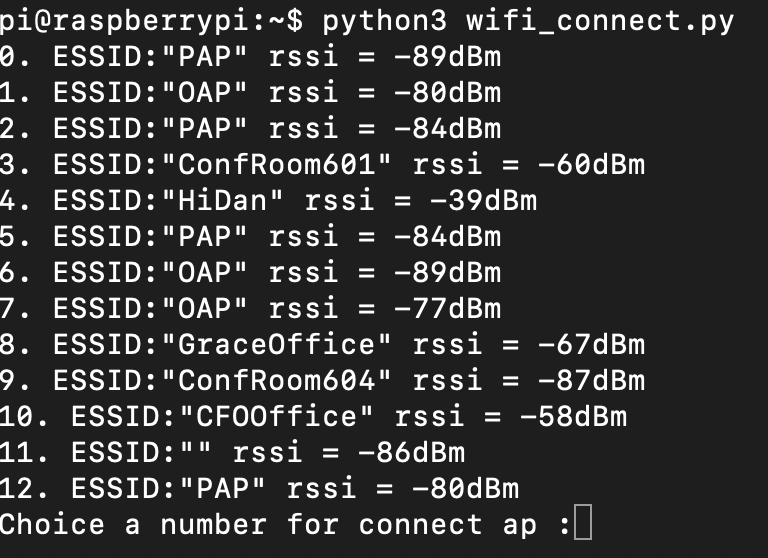 pi@raspberrypi:~$ python3 wifi_connect.py
0. ESSID:"PAP" rssi = -89dBm
1. ESSID:"OAP" rssi = -80dBm
2. ESSID:"PAP" rssi = -84dBm
3. ESSID:"ConfRoom601" rssi = -60dBm
4. ESSID:"HiDan" rssi = -39dBm
5. ESSID:"PAP" rssi = -84dBm
6. ESSID:"OAP" rssi = -89dBm
7. ESSID:"OAP" rssi = -77dBm
8. ESSID:"GraceOffice" rssi = -67dBm
9. ESSID:"ConfRoom604" rssi = -87dBm
10. ESSID:"CFOOffice" rssi = -58dBm
11. ESSID:"" rssi = -86dBm
12. ESSID:"PAP" rssi = -80dBm
Choice a number for connect ap :